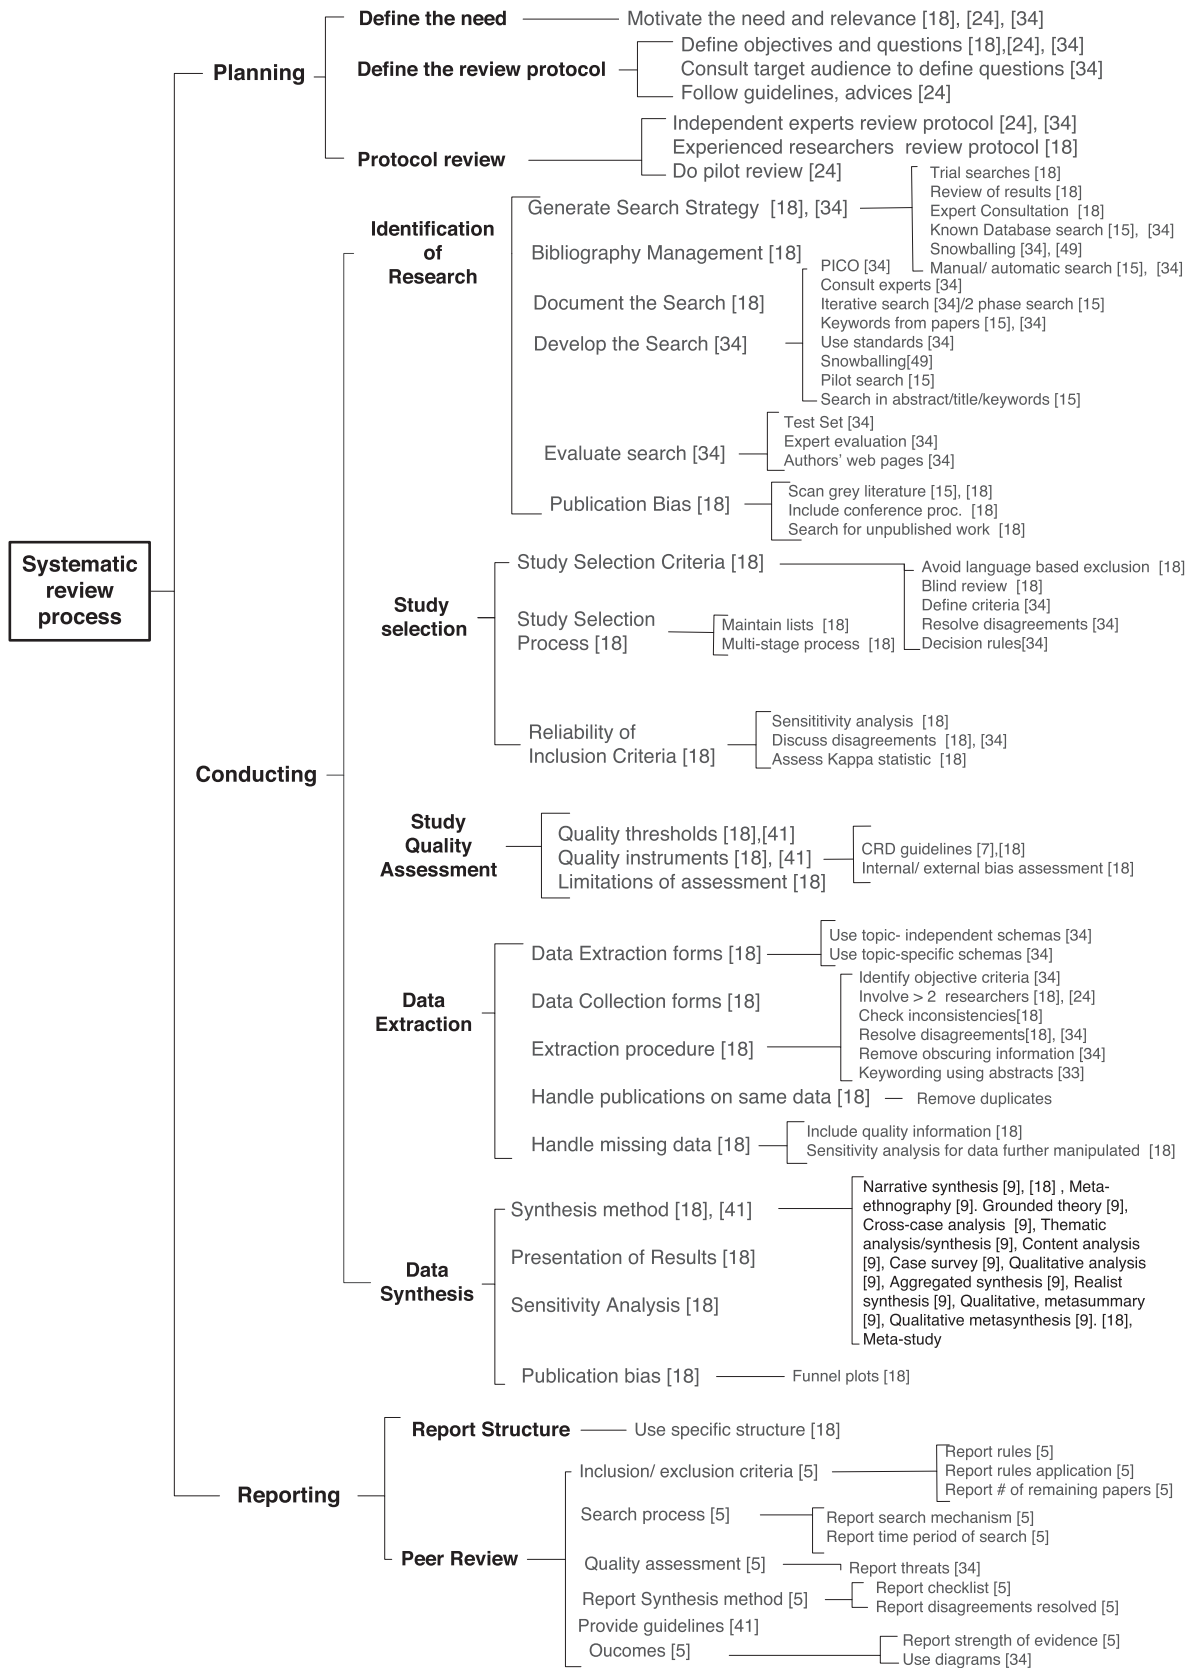 Define the need
Motivate the need and relevance [18], [24], [34]
Planning
Define the review protocol
Define objectives and questions [18],[24], [34]
Consult target audience to define questions [34]
Follow guidelines, advices [24]
Protocol review
Independent experts review protocol [24], [34]
Experienced researchers review protocol [18]
Do pilot review [24]
Systematic
review
process
Conducting
Identification
of
Research
Generate Search Strategy [18], [34]
Trial searches [18]
Review of results [18]
Expert Consultation [18]
Known Database search [15], [34]
Snowballing [34], [49]
Manual/ automatic search [15], [34]
Bibliography Management [18]
Document the Search [18]
Develop the Search [34]
PICO [34]
Consult experts [34]
Iterative search [34]/2 phase search [15]
Keywords from papers [15], [34]
Use standards [34]
Snowballing[49]
Pilot search [15]
Search in abstract/title/keywords [15]
Evaluate search [34]
Test Set [34]
Expert evaluation [34]
Authors' web pages [34]
Publication Bias [18]
Scan grey literature [15], [18]
Include conference proc. [18]
Search for unpublished work [18]
Study
selection
Study Selection Criteria [18]
Avoid language based exclusion [18]
Blind review [18]
Define criteria [34]
Resolve disagreements [34]
Decision rules[34]
Study Selection
Process [18]
Maintain lists [18]
Multi-stage process [18]
Reliability of
Inclusion Criteria [18]
Sensititivity analysis [18]
Discuss disagreements [18], [34]
Assess Kappa statistic [18]
Study
Quality
Assessment
Quality thresholds [18],[41]
Quality instruments [18], [41]
Limitations of assessment [18]
CRD guidelines [7],[18]
Internal/ external bias assessment [18]
Data
Extraction
Data Extraction forms [18]
Use topic- independent schemas [34]
Use topic-specific schemas [34]
Data Collection forms [18]
Extraction procedure [18]
Identify objective criteria [34]
Involve > 2 researchers [18], [24]
Check inconsistencies[18]
Resolve disagreements[18], [34]
Remove obscuring information [34]
Keywording using abstracts [33]
Handle publications on same data [18]
Remove duplicates
Handle missing data [18]
Include quality information [18]
Sensitivity analysis for data further manipulated [18]
Data
Synthesis
Synthesis method [18], [41]
Narrative synthesis [9], [18] , Meta-
ethnography [9]. Grounded theory [9],
Cross-case analysis [9], Thematic
analysis/synthesis [9], Content analysis
[9], Case survey [9], Qualitative analysis
[9], Aggregated synthesis [9], Realist
synthesis [9], Qualitative, metasummary
[9], Qualitative metasynthesis [9]. [18],
Meta-study
Presentation of Results [18]
Sensitivity Analysis [18]
Publication bias [18]
Funnel plots [18]
Reporting
Report Structure
Use specific structure [18]
Peer Review
Inclusion/ exclusion criteria [5]
Report rules [5]
Report rules application [5]
Report # of remaining papers [5]
Search process [5]
Report search mechanism [5]
Report time period of search [5]
Quality assessment [5]
Report threats [34]
Report Synthesis method [5]
Report checklist [5]
Report disagreements resolved [5]
Provide guidelines [41]
Oucomes [5]
Report strength of evidence [5]
Use diagrams [34]